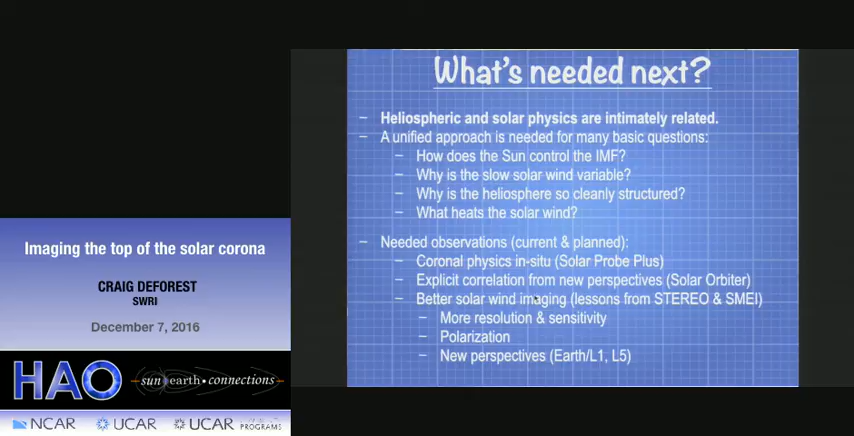 What's needed next?
– Heliospheric and solar physics are intimately related.
– A unified approach is needed for many basic questions:
– How does the Sun control the IMF?
– Why is the slow solar wind variable?
– Why is the heliosphere so cleanly structured?
– What heats the solar wind?
– Needed observations (current & planned):
– Coronal physics in-situ (Solar Probe Plus)
– Explicit correlation from new perspectives (Solar Orbiter)
– Better solar wind imaging (lessons from STEREO & SMEI)
– More resolution & sensitivity
– Polarization
– New perspectives (Earth/L1, L5)
Imaging the top of the solar corona
CRAIG DEFOREST
SWRI
December 7, 2016
HAO
sun earth • connections
NCAR UCAR UCAR PROGRAMS